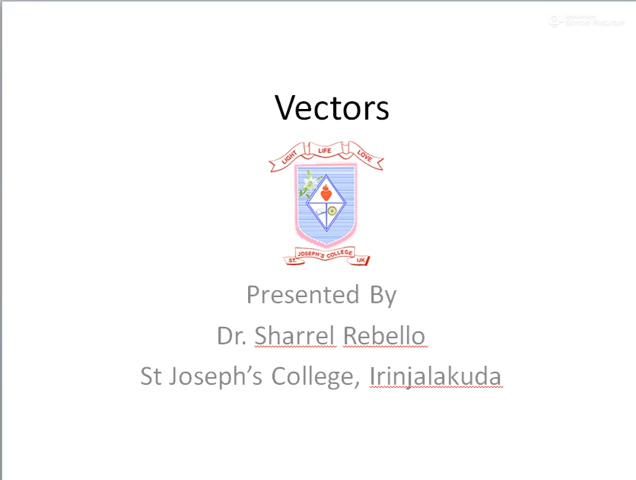 Vectors
LIGHT LIFE LOVE
ST. JOSEPH'S COLLEGE IJK
Presented By
Dr. Sharrel Rebello
St Joseph's College, Irinjalakuda